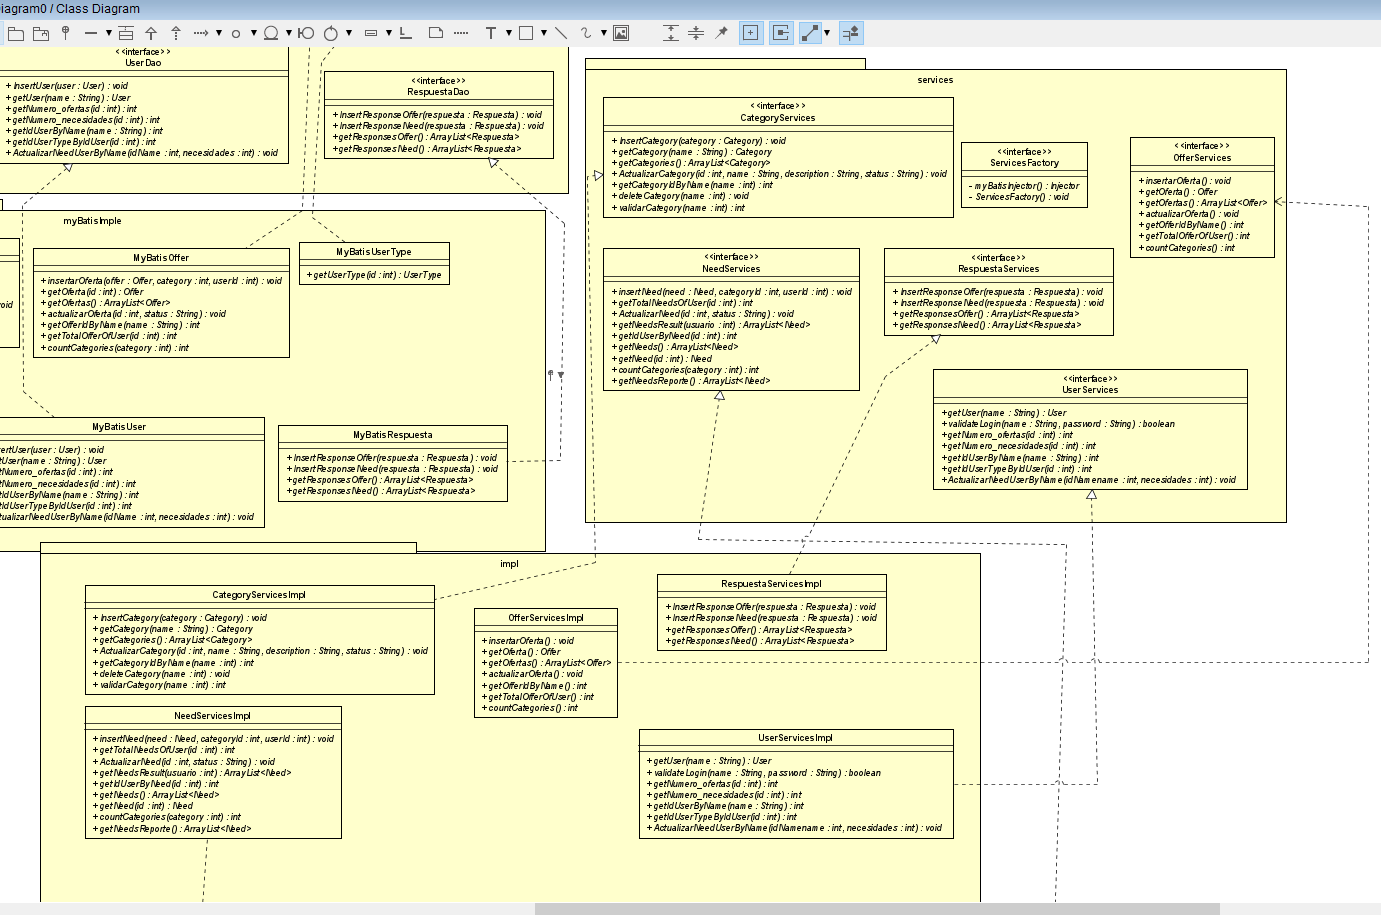 iagram0 / Class Diagram
<<interface>>
UserDao
+ InsertUser(user : User) : void
+ getUser(name : String) : User
+ getNumero_ofertas(id : int) : int
+ getNumero_necesidades(id : int) : int
+ getIdUserByName(name : String) : int
+ getIdUserTypeByIdUser(id : int) : int
+ ActualizarNeedUserByName(idName : int, necesidades : int) : void
<<interface>>
RespuestaDao
+ InsertResponseOffer(respuesta : Respuesta) : void
+ InsertResponseNeed(respuesta : Respuesta) : void
+ getResponsesOffer() : ArrayList<Respuesta>
+ getResponsesNeed() : ArrayList<Respuesta>
myBatisImple
void
MyBatisOffer
+ insertarOferta(offer : Offer, category : int, userId : int) : void
+ getOferta(id : int) : Offer
+ getOfertas() : ArrayList<Offer>
+ actualizarOferta(id : int, status : String) : void
+ getOfferIdByName(name : String) : int
+ getTotalOfferOfUser(id : int) : int
+ countCategories(category : int) : int
MyBatisUserType
+ getUserType(id : int) : UserType
MyBatisUser
ertUser(user : User) : void
tUser(name : String) : User
tNumero_ofertas(id : int) : int
tNumero_necesidades(id : int) : int
tIdUserByName(name : String) : int
tIdUserTypeByIdUser(id : int) : int
tualizarNeedUserByName(idName : int, necesidades : int) : void
MyBatisRespuesta
+ InsertResponseOffer(respuesta : Respuesta) : void
+ InsertResponseNeed(respuesta : Respuesta) : void
+ getResponsesOffer() : ArrayList<Respuesta>
+ getResponsesNeed() : ArrayList<Respuesta>
services
<<interface>>
CategoryServices
+ InsertCategory(category : Category) : void
+ getCategory(name : String) : Category
+ getCategories() : ArrayList<Category>
+ ActualizarCategory(id : int, name : String, description : String, status : String) : void
+ getCategoryIdByName(name : int) : int
+ deleteCategory(name : int) : void
+ validarCategory(name : int) : int
<<interface>>
ServicesFactory
- myBatisInjector() : Injector
- ServicesFactory() : void
<<interface>>
OfferServices
+ insertarOferta() : void
+ getOferta() : Offer
+ getOfertas() : ArrayList<Offer>
+ actualizarOferta() : void
+ getOfferIdByName() : int
+ getTotalOfferOfUser() : int
+ countCategories() : int
<<interface>>
NeedServices
+ insertNeed(need : Need, categoryId : int, userId : int) : void
+ getTotalNeedsOfUser(id : int) : int
+ ActualizarNeed(id : int, status : String) : void
+ getNeedsResult(usuario : int) : ArrayList<Need>
+ getIdUserByNeed(id : int) : int
+ getNeeds() : ArrayList<Need>
+ getNeed(id : int) : Need
+ countCategories(category : int) : int
+ getNeedsReporte() : ArrayList<Need>
<<interface>>
RespuestaServices
+ InsertResponseOffer(respuesta : Respuesta) : void
+ InsertResponseNeed(respuesta : Respuesta) : void
+ getResponsesOffer() : ArrayList<Respuesta>
+ getResponsesNeed() : ArrayList<Respuesta>
<<interface>>
UserServices
+ getUser(name : String) : User
+ validateLogin(name : String, password : String) : boolean
+ getNumero_ofertas(id : int) : int
+ getNumero_necesidades(id : int) : int
+ getIdUserByName(name : String) : int
+ getIdUserTypeByIdUser(id : int) : int
+ ActualizarNeedUserByName(idNamename : int, necesidades : int) : void
impl
CategoryServicesImpl
+ InsertCategory(category : Category) : void
+ getCategory(name : String) : Category
+ getCategories() : ArrayList<Category>
+ ActualizarCategory(id : int, name : String, description : String, status : String) : void
+ getCategoryIdByName(name : int) : int
+ deleteCategory(name : int) : void
+ validarCategory(name : int) : int
OfferServicesImpl
+ insertarOferta() : void
+ getOferta() : Offer
+ getOfertas() : ArrayList<Offer>
+ actualizarOferta() : void
+ getOfferIdByName() : int
+ getTotalOfferOfUser() : int
+ countCategories() : int
RespuestaServicesImpl
+ InsertResponseOffer(respuesta : Respuesta) : void
+ InsertResponseNeed(respuesta : Respuesta) : void
+ getResponsesOffer() : ArrayList<Respuesta>
+ getResponsesNeed() : ArrayList<Respuesta>
NeedServicesImpl
+ insertNeed(need : Need, categoryId : int, userId : int) : void
+ getTotalNeedsOfUser(id : int) : int
+ ActualizarNeed(id : int, status : String) : void
+ getNeedsResult(usuario : int) : ArrayList<Need>
+ getIdUserByNeed(id : int) : int
+ getNeeds() : ArrayList<Need>
+ getNeed(id : int) : Need
+ countCategories(category : int) : int
+ getNeedsReporte() : ArrayList<Need>
UserServicesImpl
+ getUser(name : String) : User
+ validateLogin(name : String, password : String) : boolean
+ getNumero_ofertas(id : int) : int
+ getNumero_necesidades(id : int) : int
+ getIdUserByName(name : String) : int
+ getIdUserTypeByIdUser(id : int) : int
+ ActualizarNeedUserByName(idNamename : int, necesidades : int) : void